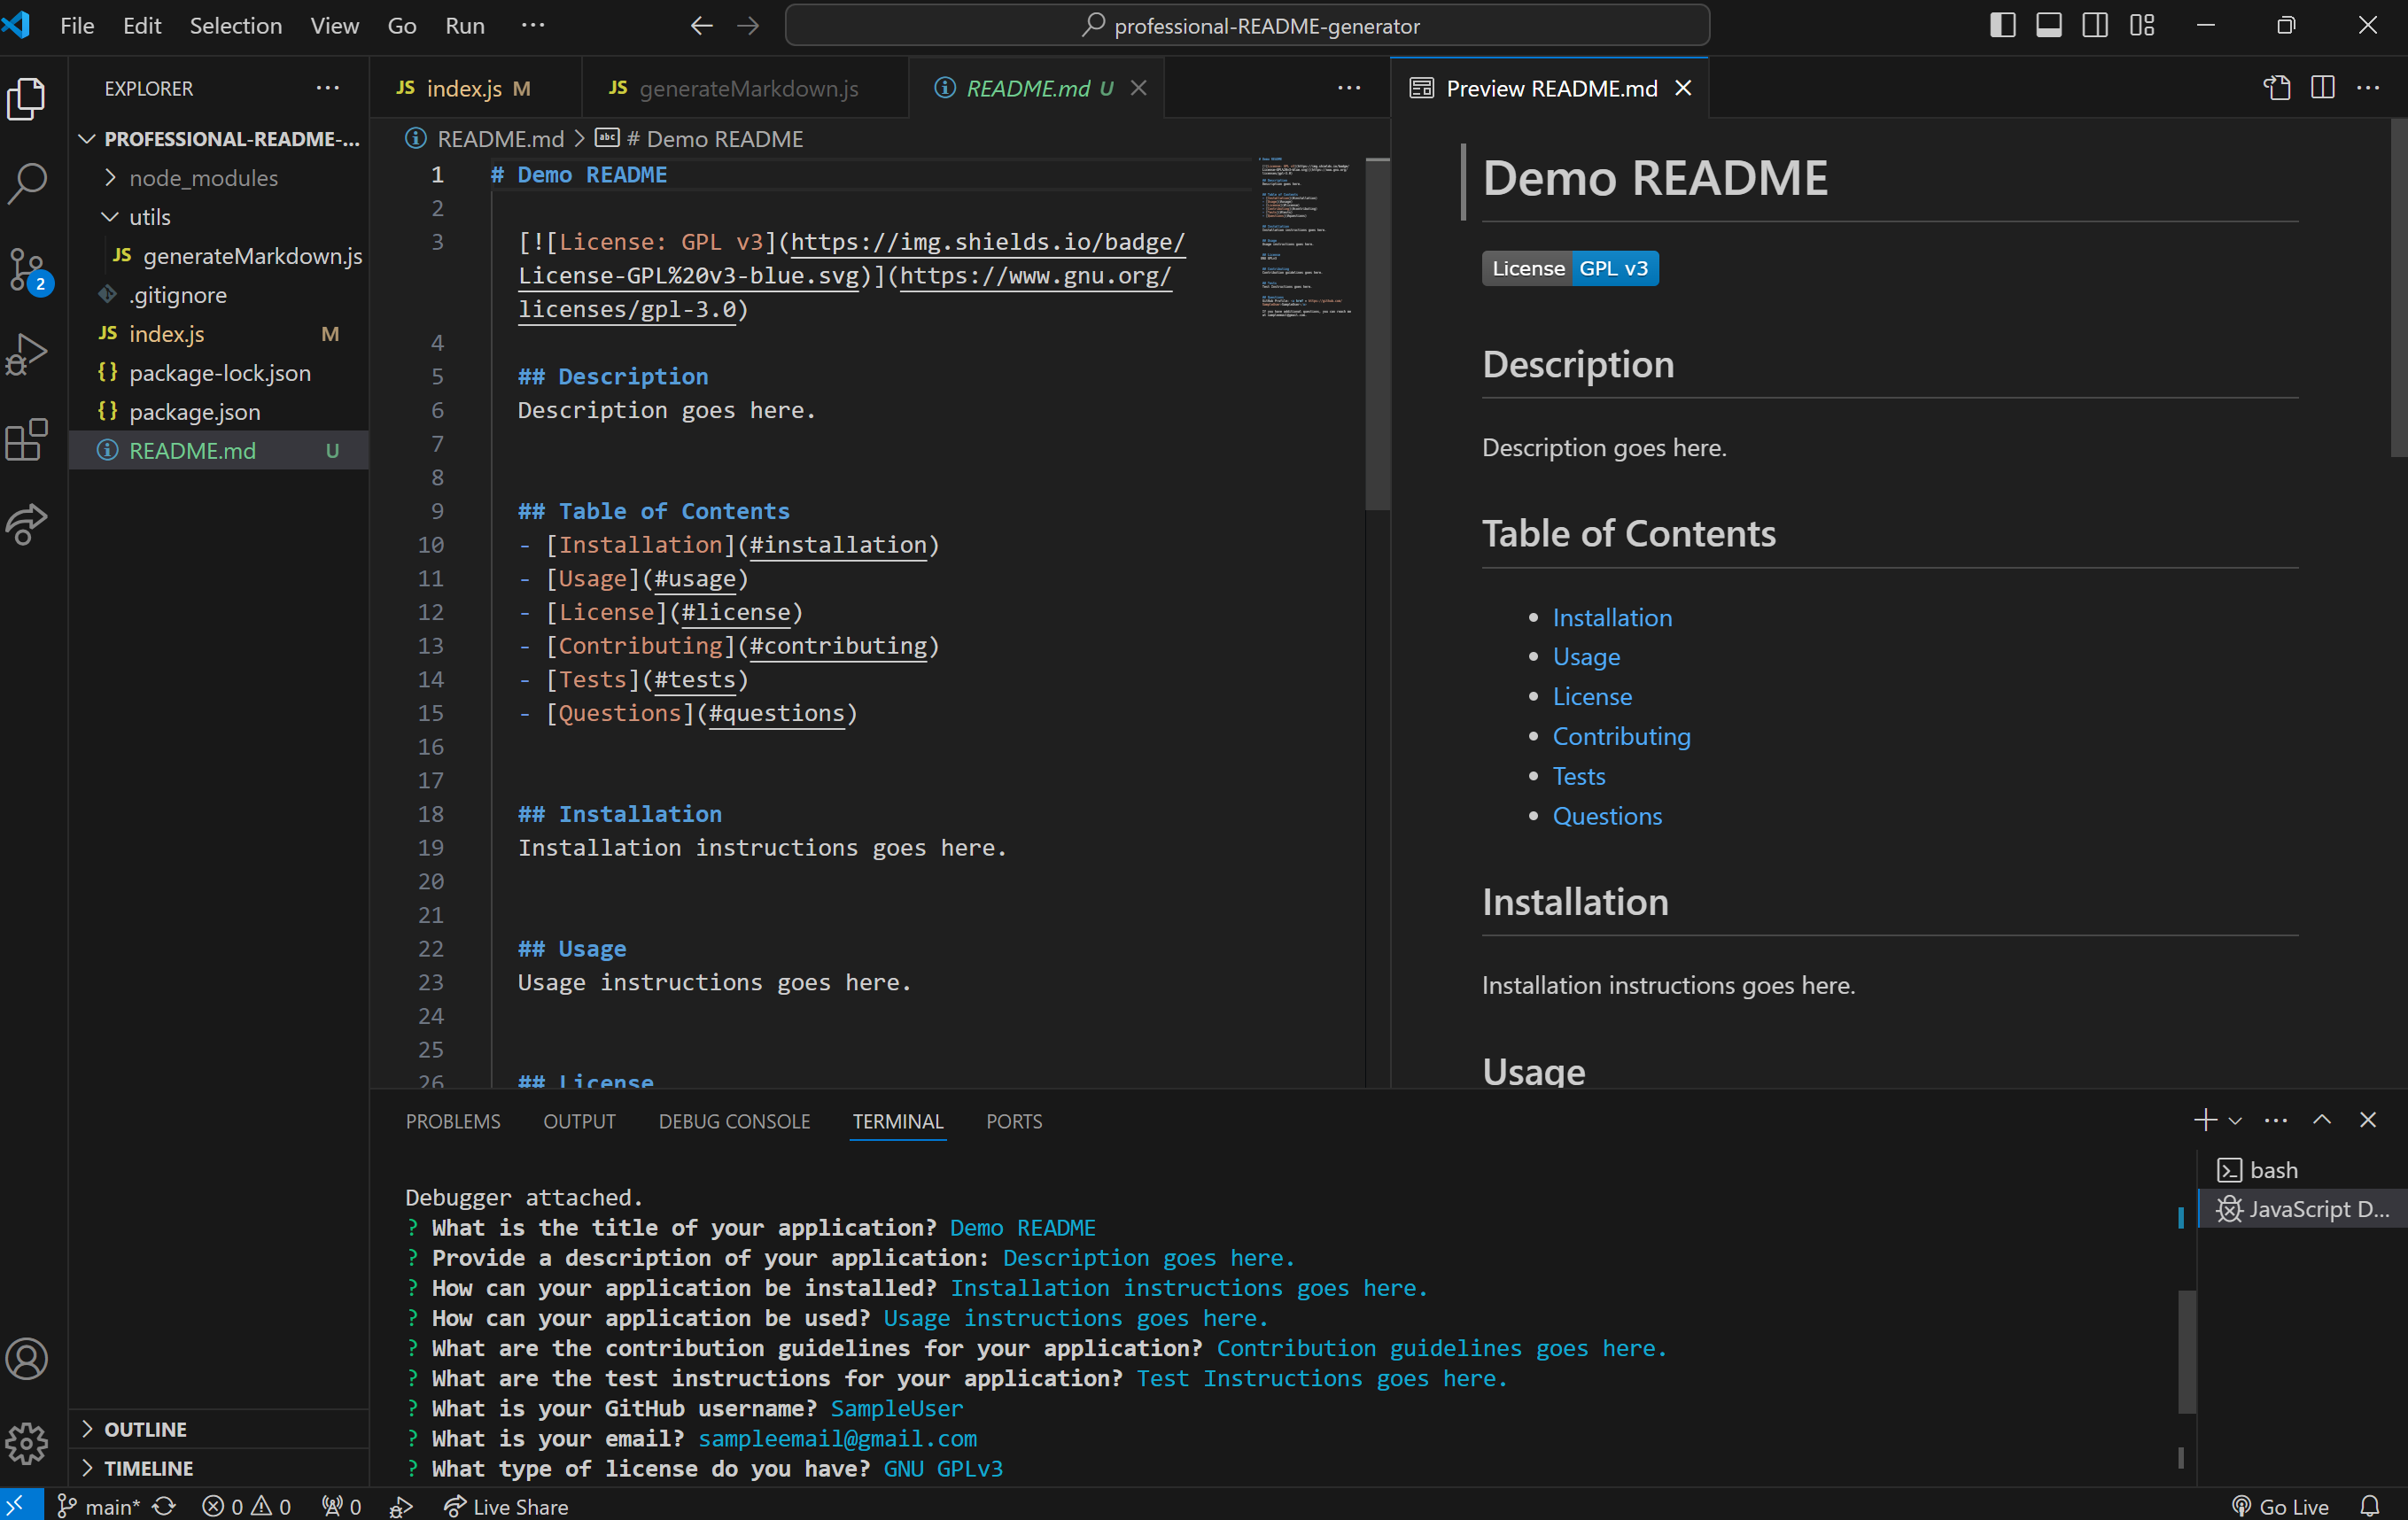 File Edit Selection View Go Run ···
professional-README-generator
EXPLORER ···
PROFESSIONAL-README-...
node_modules
utils
JS generateMarkdown.js
.gitignore
JS index.js M
{} package-lock.json
{} package.json
README.md U
OUTLINE
TIMELINE
JS index.js M
JS generateMarkdown.js
README.md U
···
README.md > # Demo README
1 # Demo README
2
3 [![License: GPL v3](https://img.shields.io/badge/
License-GPL%20v3-blue.svg)](https://www.gnu.org/
licenses/gpl-3.0)
4
5 ## Description
6 Description goes here.
7
8
9 ## Table of Contents
10 - [Installation](#installation)
11 - [Usage](#usage)
12 - [License](#license)
13 - [Contributing](#contributing)
14 - [Tests](#tests)
15 - [Questions](#questions)
16
17
18 ## Installation
19 Installation instructions goes here.
20
21
22 ## Usage
23 Usage instructions goes here.
24
25
26 ## License
Preview README.md
···
Demo README
License GPL v3
Description
Description goes here.
Table of Contents
• Installation
• Usage
• License
• Contributing
• Tests
• Questions
Installation
Installation instructions goes here.
Usage
PROBLEMS OUTPUT DEBUG CONSOLE TERMINAL PORTS
Debugger attached.
? What is the title of your application? Demo README
? Provide a description of your application: Description goes here.
? How can your application be installed? Installation instructions goes here.
? How can your application be used? Usage instructions goes here.
? What are the contribution guidelines for your application? Contribution guidelines goes here.
? What are the test instructions for your application? Test Instructions goes here.
? What is your GitHub username? SampleUser
? What is your email? sampleemail@gmail.com
? What type of license do you have? GNU GPLv3
bash
JavaScript D...
2
main* 0 0 0 Live Share
Go Live